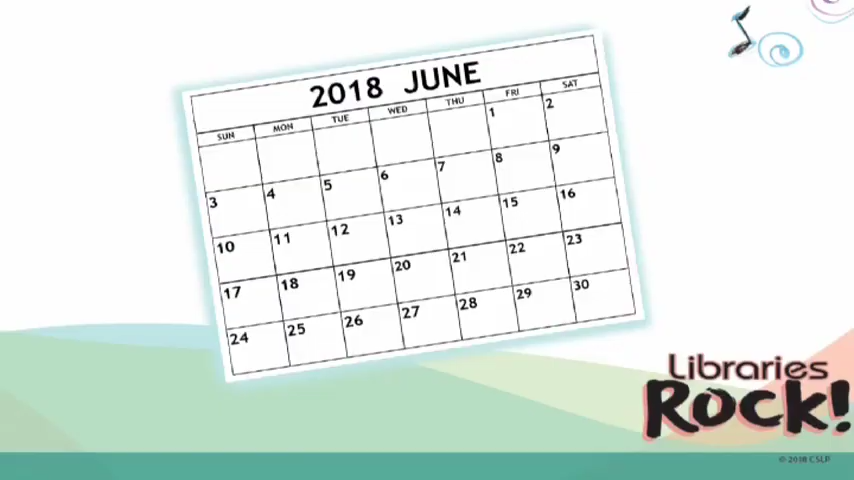 2018 JUNE
SUN MON TUE WED THU FRI SAT
1 2
3 4 5 6 7 8 9
10 11 12 13 14 15 16
17 18 19 20 21 22 23
24 25 26 27 28 29 30
Libraries
ROCK!
© 2018 CSLP